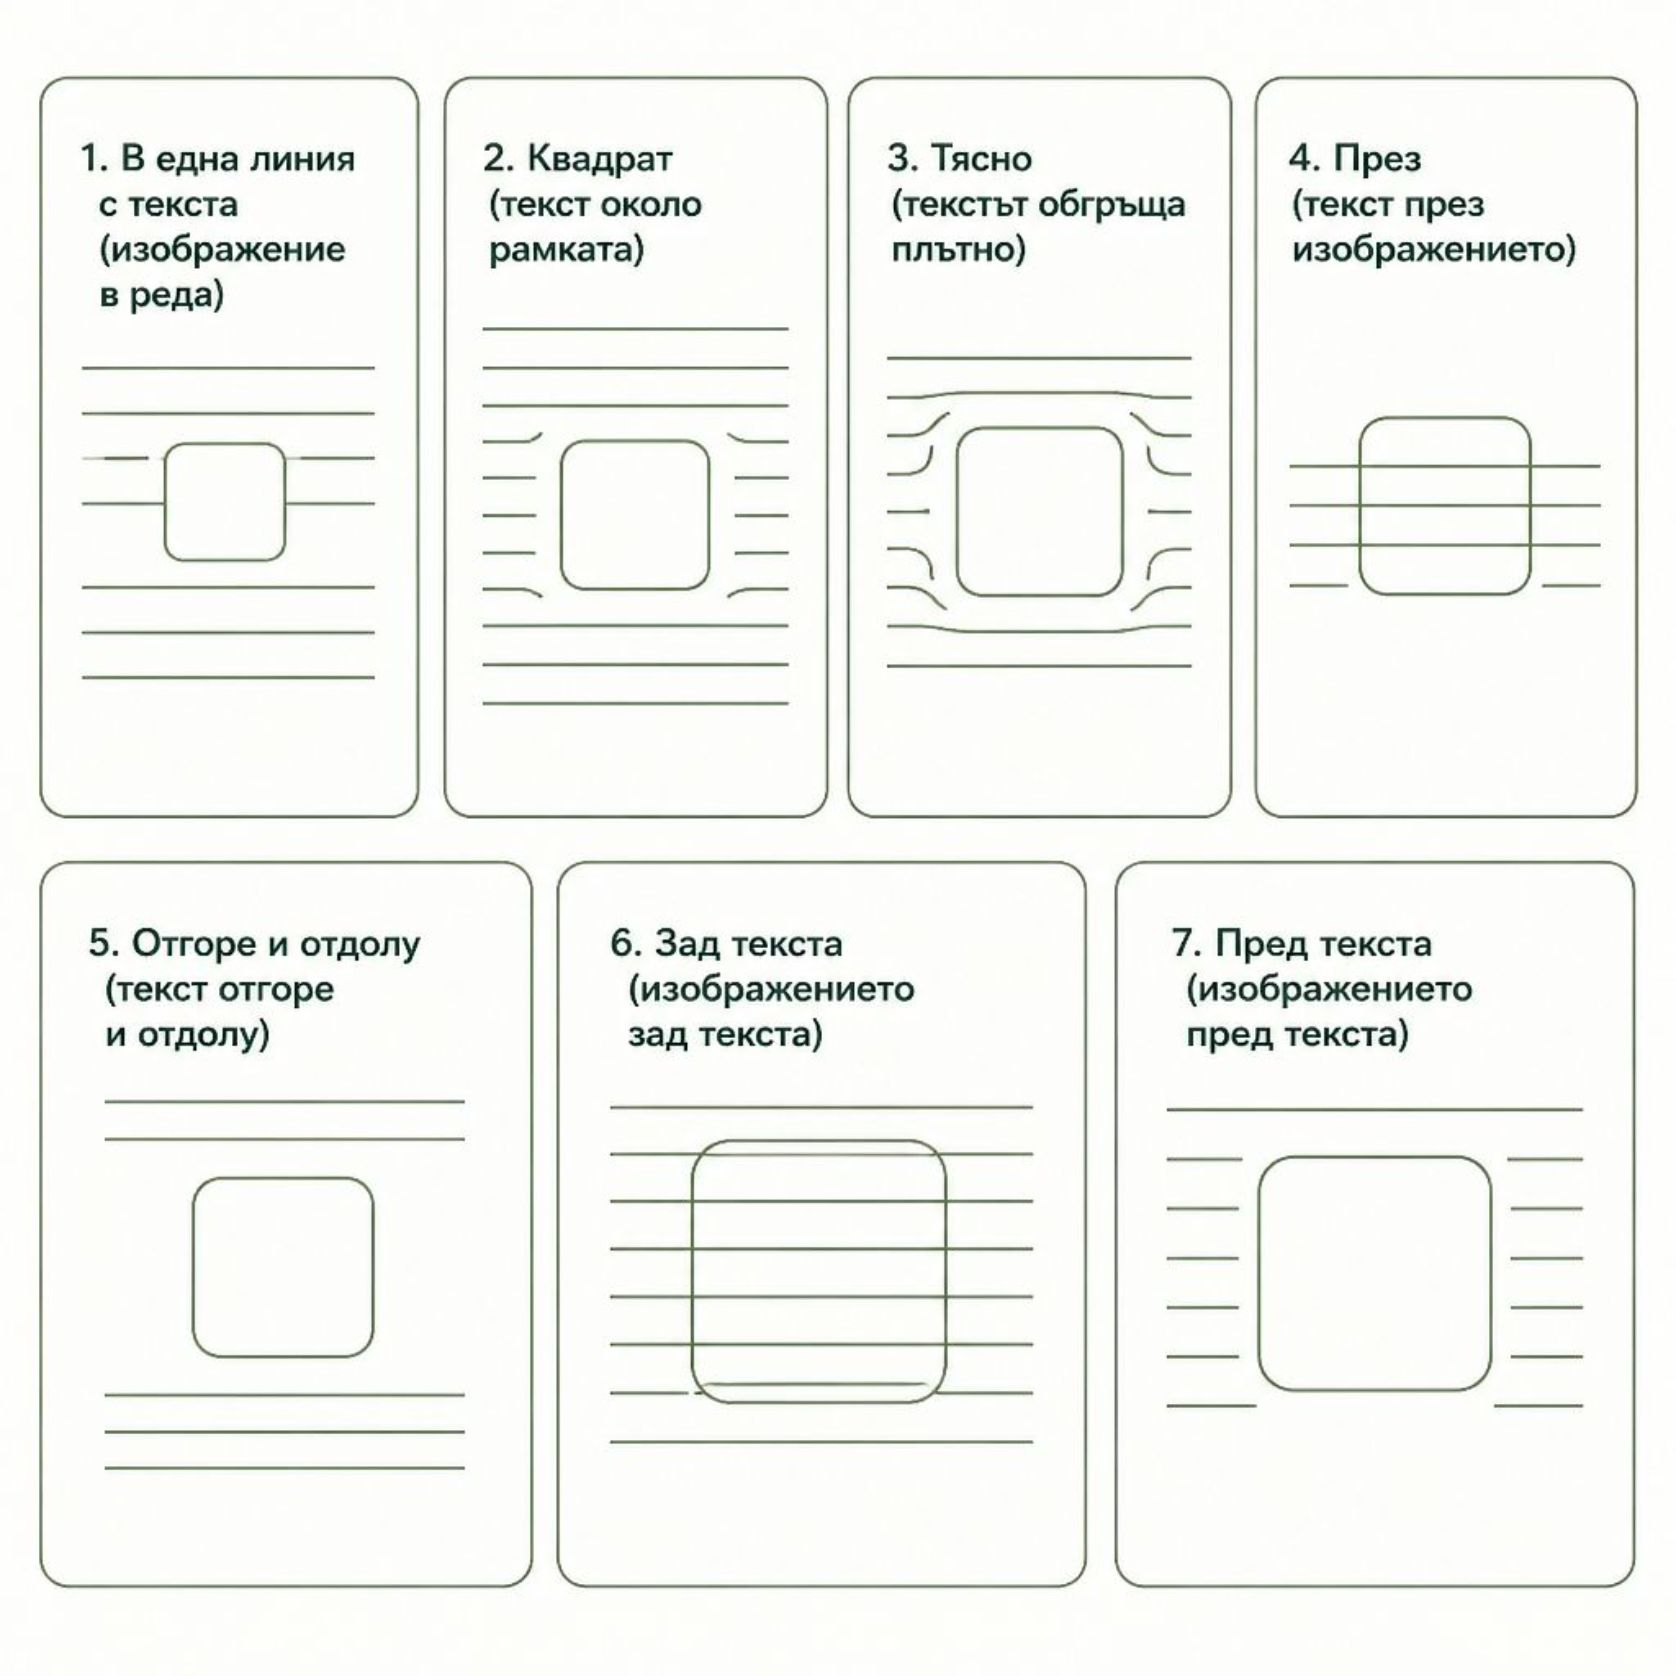 1. В една линия
с текста
(изображение
в реда)
2. Квадрат
(текст около
рамката)
3. Тясно
(текстът обгръща
плътно)
4. През
(текст през
изображението)
5. Отгоре и отдолу
(текст отгоре
и отдолу)
6. Зад текста
(изображението
зад текста)
7. Пред текста
(изображението
пред текста)